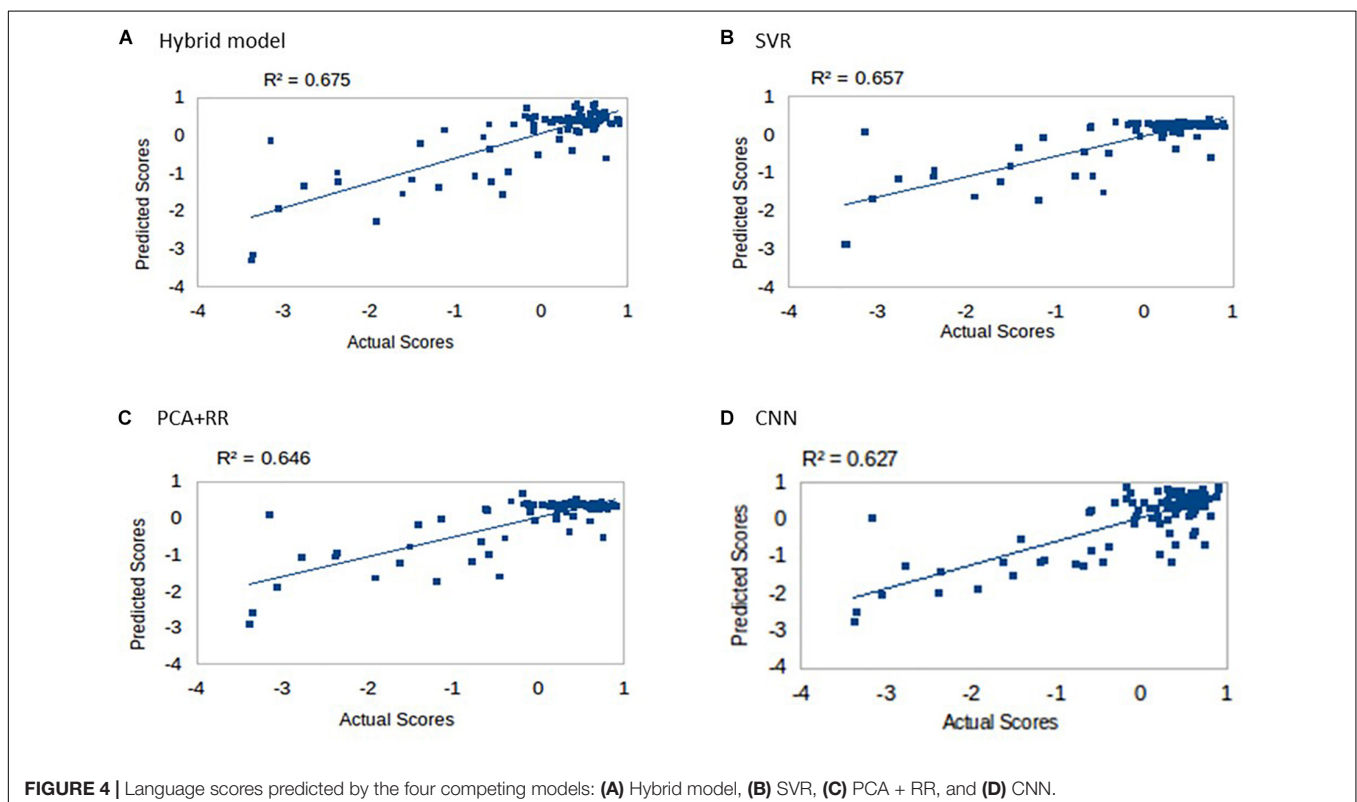 A Hybrid model
R² = 0.675
1
0
-1
-2
-3
-4
Predicted Scores
-4 -3 -2 -1 0 1
Actual Scores
B SVR
R² = 0.657
1
0
-1
-2
-3
-4
Predicted Scores
-4 -3 -2 -1 0 1
Actual Scores
C PCA+RR
R² = 0.646
1
0
-1
-2
-3
-4
Predicted Scores
-4 -3 -2 -1 0 1
Actual Scores
D CNN
R² = 0.627
1
0
-1
-2
-3
-4
Predicted Scores
-4 -3 -2 -1 0 1
Actual Scores
FIGURE 4 | Language scores predicted by the four competing models: (A) Hybrid model, (B) SVR, (C) PCA + RR, and (D) CNN.